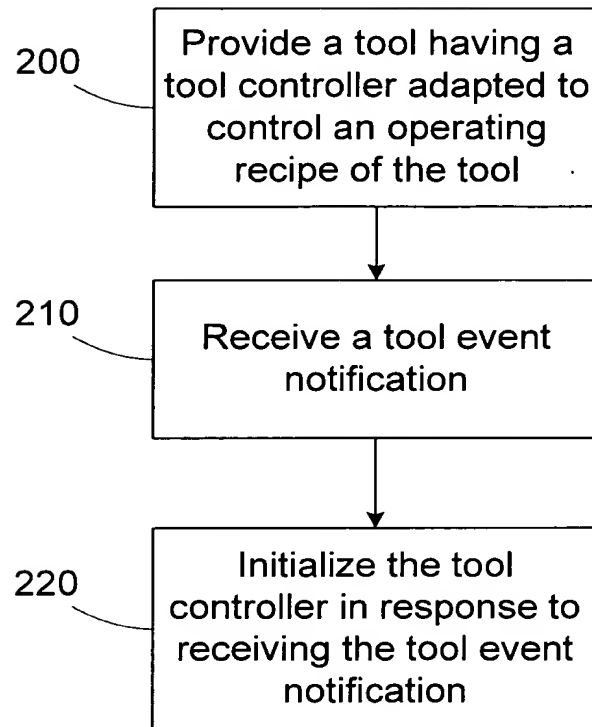 200
Provide a tool having a
tool controller adapted to
control an operating
recipe of the tool
210
Receive a tool event
notification
220
Initialize the tool
controller in response to
receiving the tool event
notification